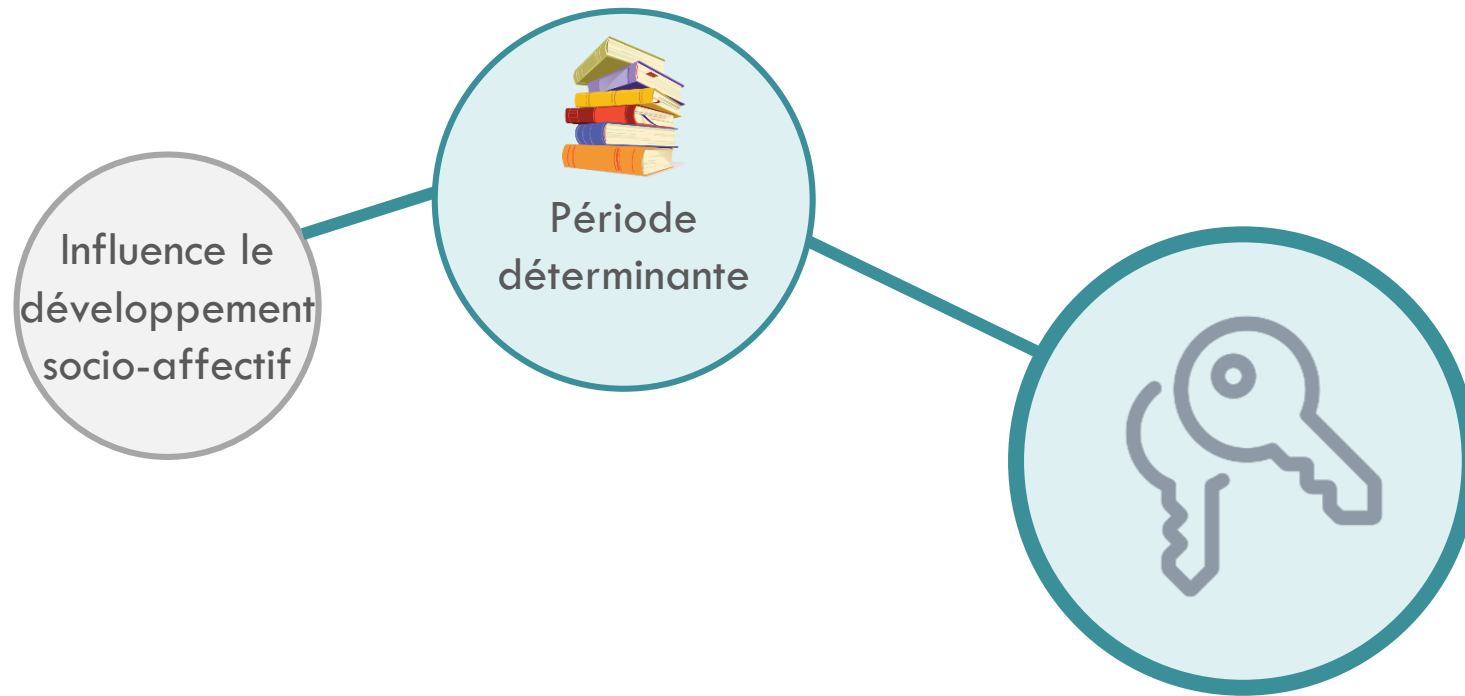 Influence le
développement
socio-affectif
Période
déterminante